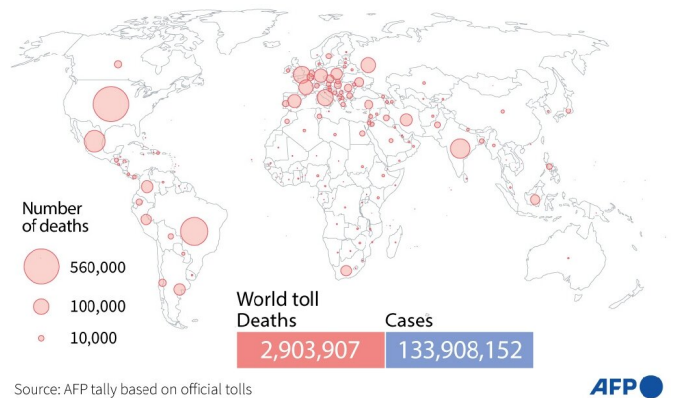 Number
of deaths
560,000
100,000
10,000
World toll
Deaths Cases
2,903,907 133,908,152
Source: AFP tally based on official tolls
AFP